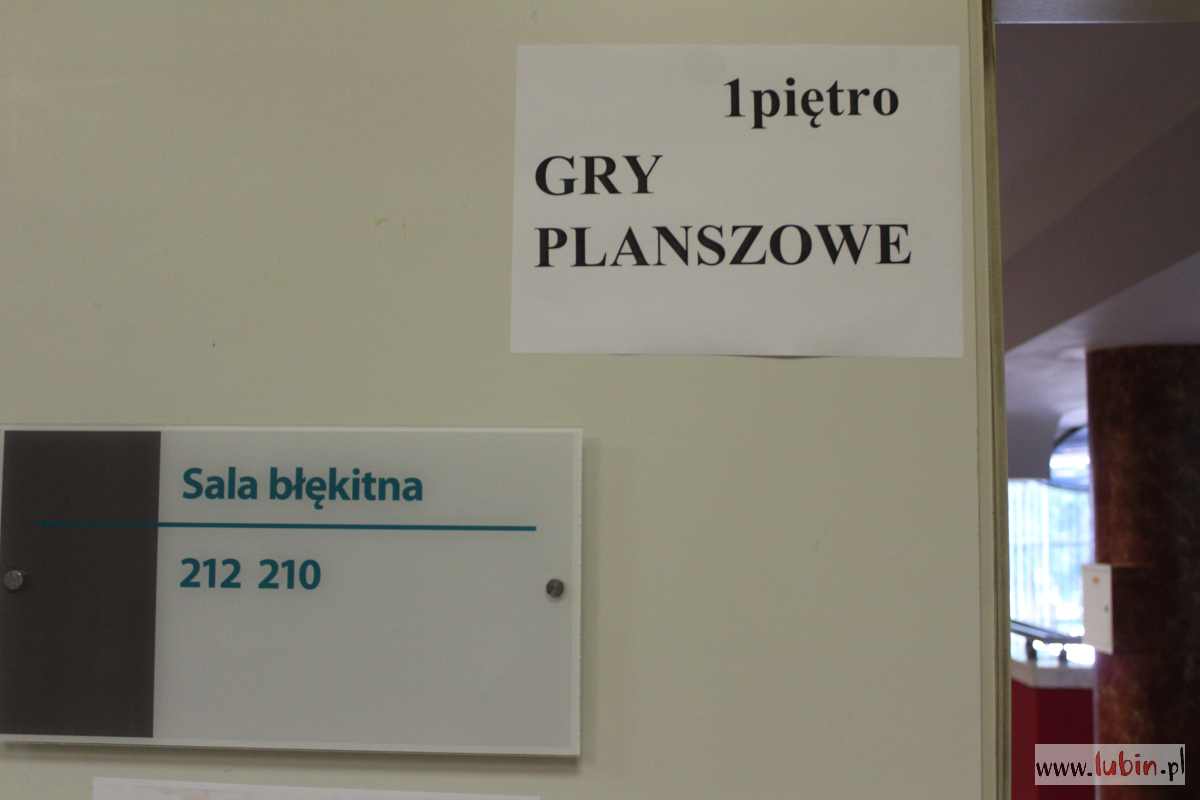 1piętro
GRY
PLANSZOWE
Sala błękitna
212 210
www.lubin.pl